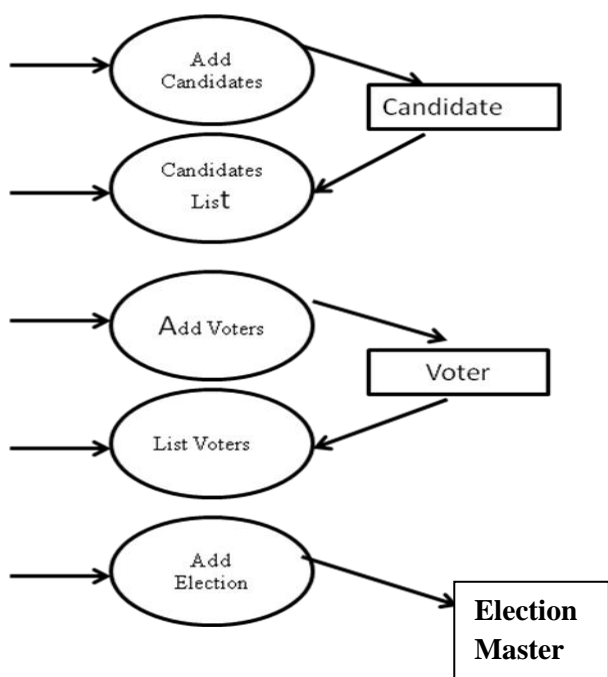 Add
Candidates
Candidate
Candidates
List
Add Voters
Voter
List Voters
Add
Election
Election
Master